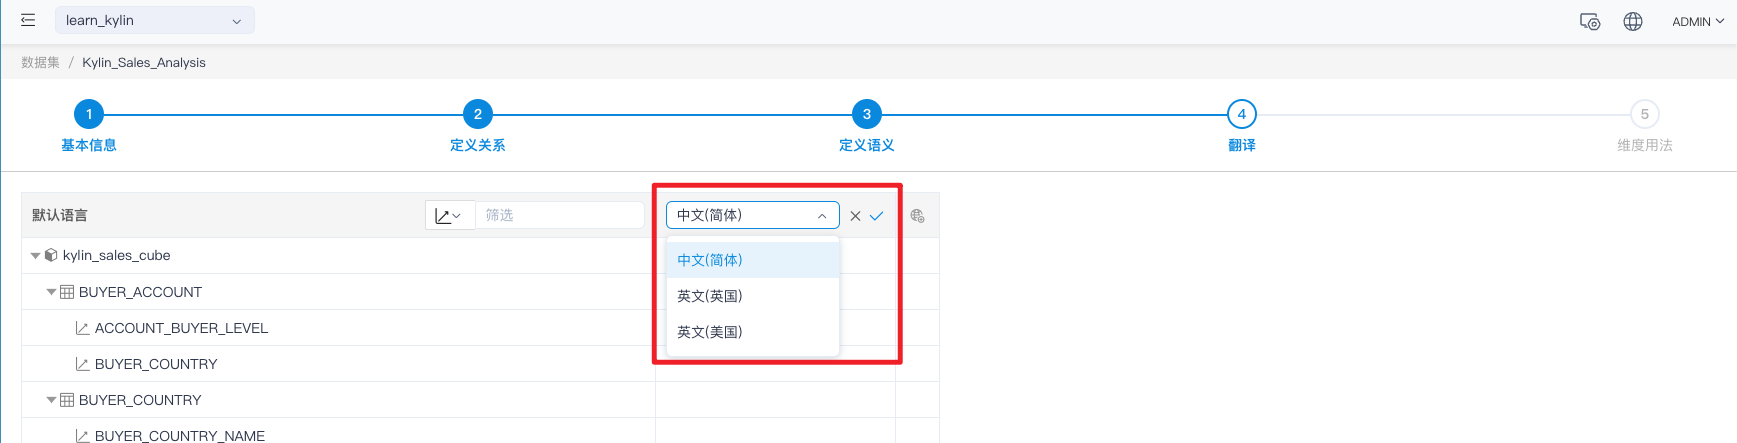 learn_kylin
ADMIN
数据集 / Kylin_Sales_Analysis
1 2 3 4 5
基本信息 定义关系 定义语义 翻译 维度用法
默认语言 筛选 中文(简体)
kylin_sales_cube 中文(简体)
BUYER_ACCOUNT 英文(英国)
ACCOUNT_BUYER_LEVEL 英文(美国)
BUYER_COUNTRY
BUYER_COUNTRY
BUYER_COUNTRY_NAME